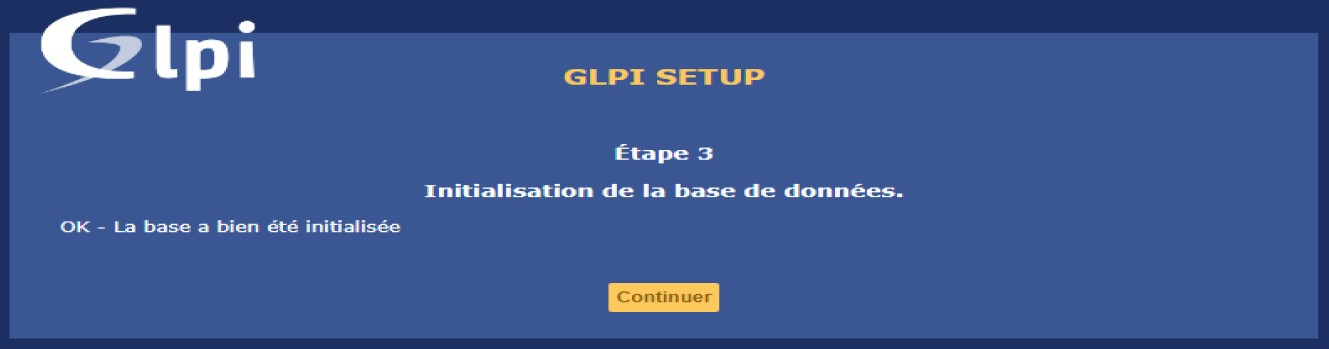 Glpi
GLPI SETUP
Étape 3
Initialisation de la base de données.
OK - La base a bien été initialisée
Continuer